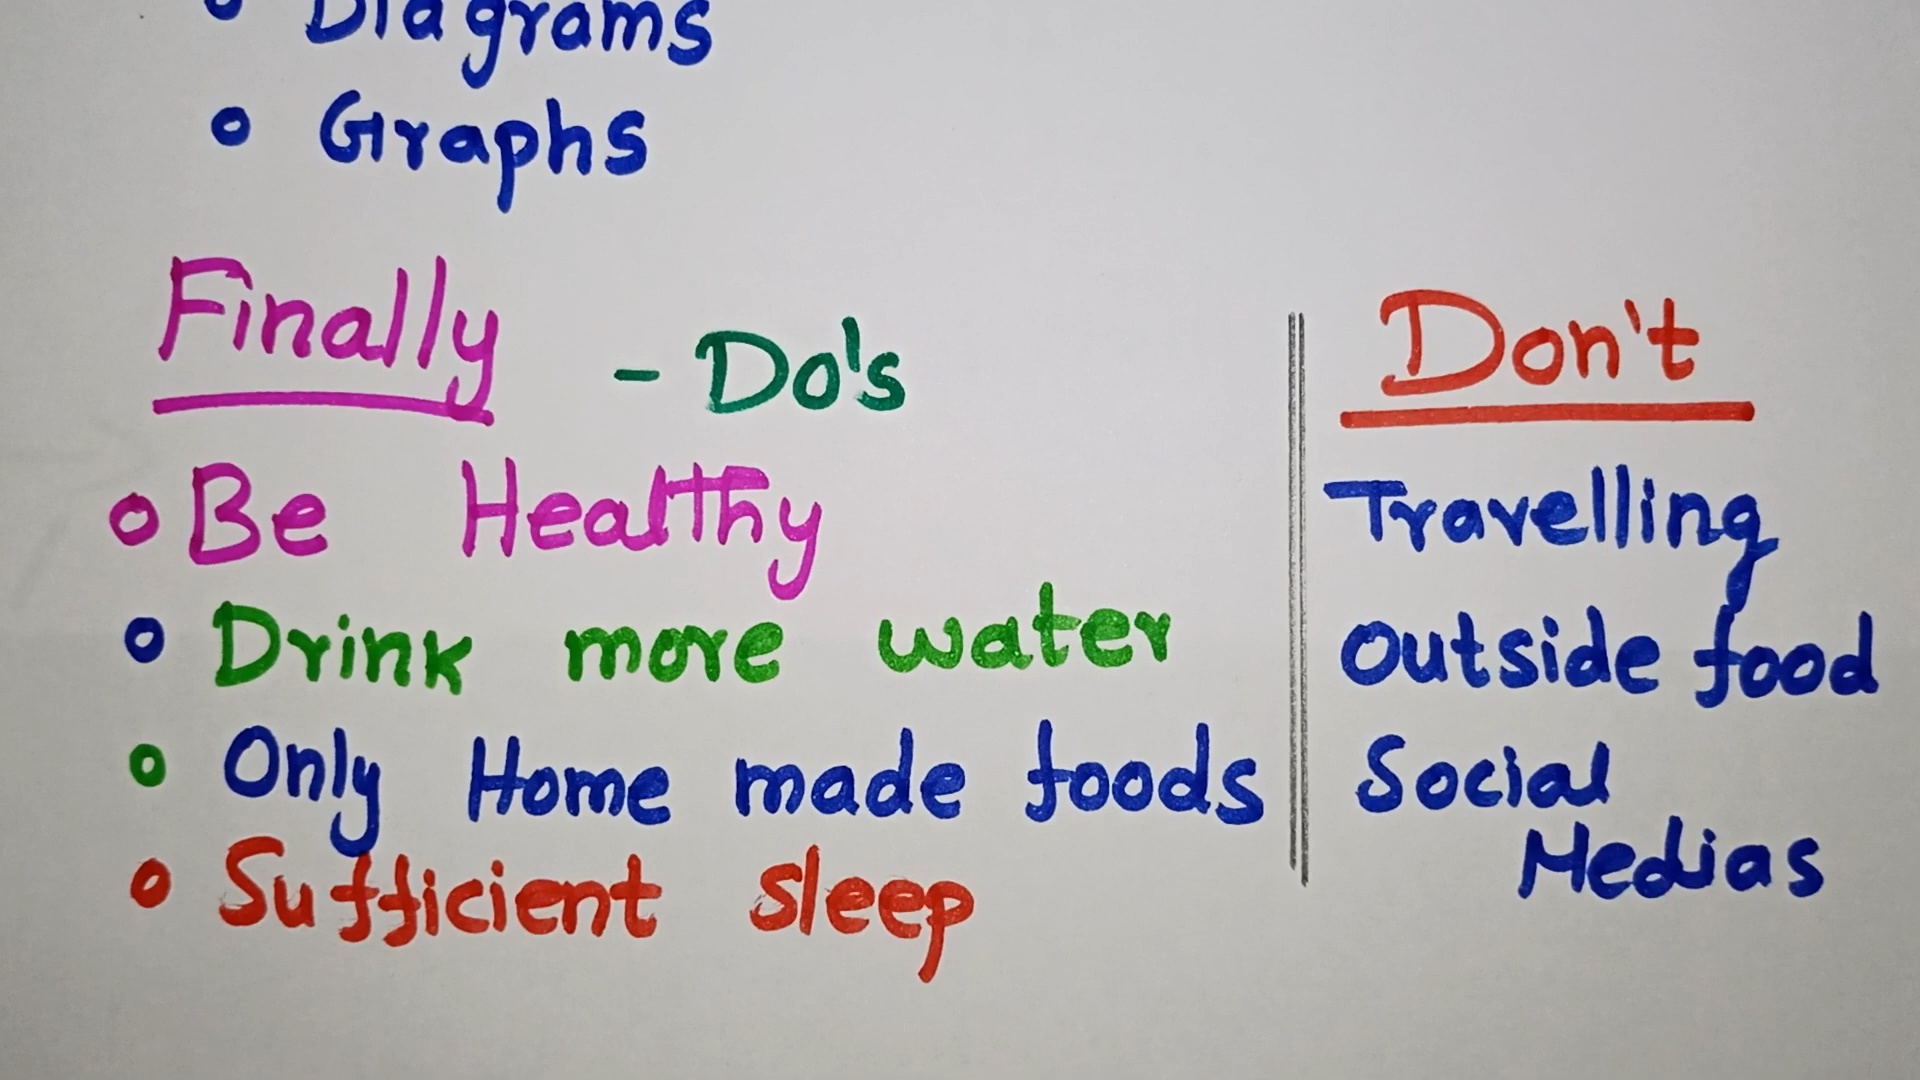 o Diagrams
o Graphs
Finally - Do's
o Be Healthy
o Drink more water
o Only Home made foods
o Sufficient sleep
Don't
Travelling
Outside food
Social
Medias